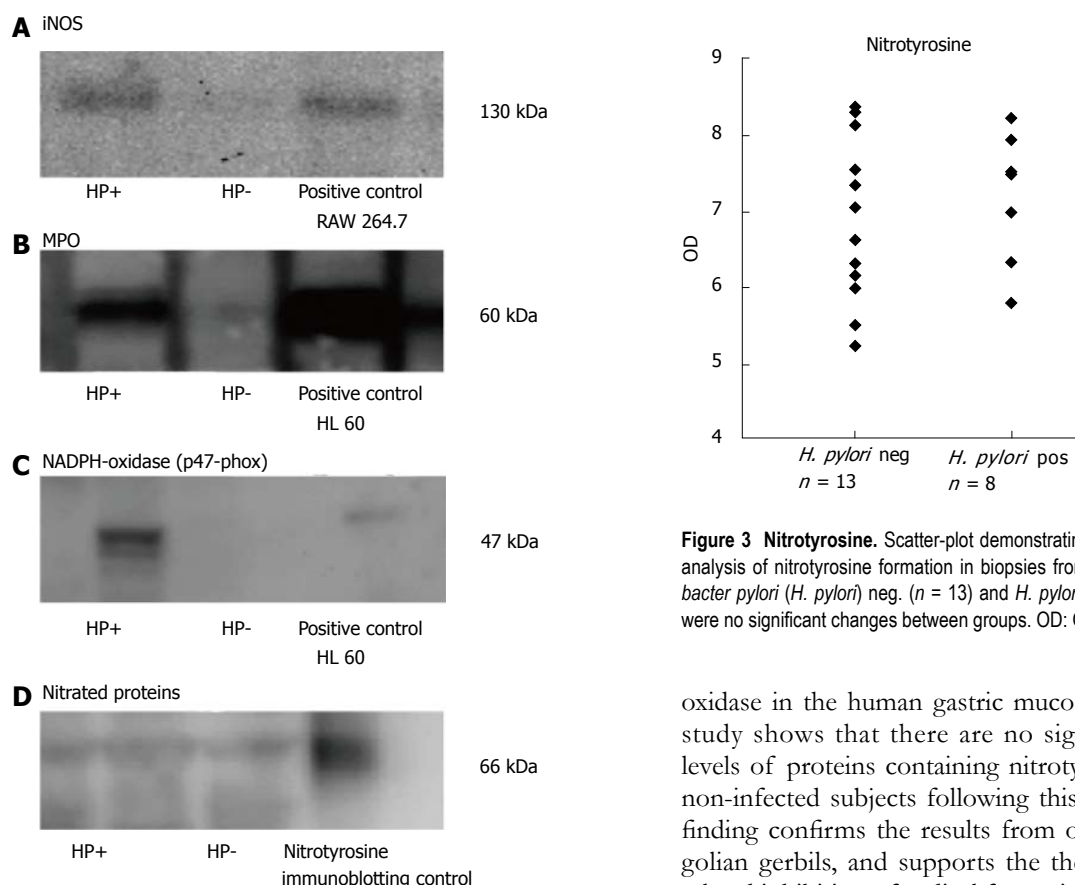 A iNOS
130 kDa
HP+ HP- Positive control
RAW 264.7
B MPO
60 kDa
HP+ HP- Positive control
HL 60
C NADPH-oxidase (p47-phox)
47 kDa
HP+ HP- Positive control
HL 60
D Nitrated proteins
66 kDa
HP+ HP- Nitrotyrosine
immunoblotting control
Nitrotyrosine
9
8
7
6
5
4
OD
H. pylori neg H. pylori pos
n = 13 n = 8
Figure 3 Nitrotyrosine. Scatter-plot demonstratin
analysis of nitrotyrosine formation in biopsies fro
bacter pylori (H. pylori) neg. (n = 13) and H. pylor
were no significant changes between groups. OD:
oxidase in the human gastric muco
study shows that there are no sig
levels of proteins containing nitroty
non-infected subjects following this
finding confirms the results from o
golian gerbils, and supports the th